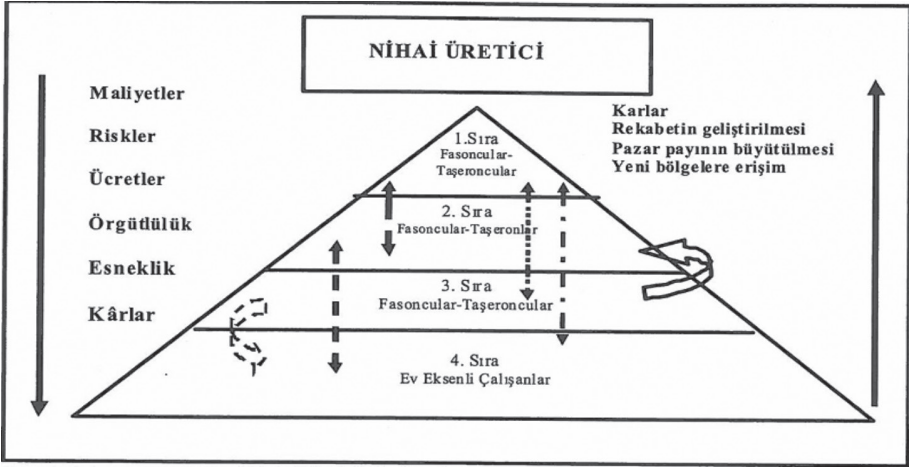 NİHAİ ÜRETİCİ
Maliyetler
Riskler
Ücretler
Örgütlülük
Esneklik
Kârlar
1.Sıra
Fasoncular-
Taşeroncular
2. Sıra
Fasoncular-Taşeronlar
3. Sıra
Fasoncular-Taşeroncular
4. Sıra
Ev Eksenli Çalışanlar
Karlar
Rekabetin geliştirilmesi
Pazar payının büyütülmesi
Yeni bölgelere erişim